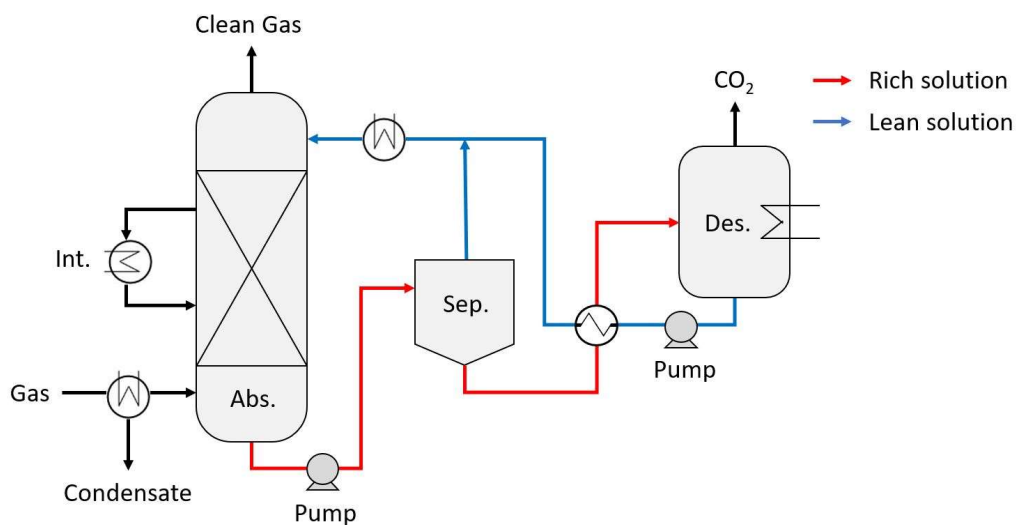 Clean Gas
CO₂
Rich solution
Lean solution
Int.
Sep.
Des.
Gas
Abs.
Pump
Condensate
Pump